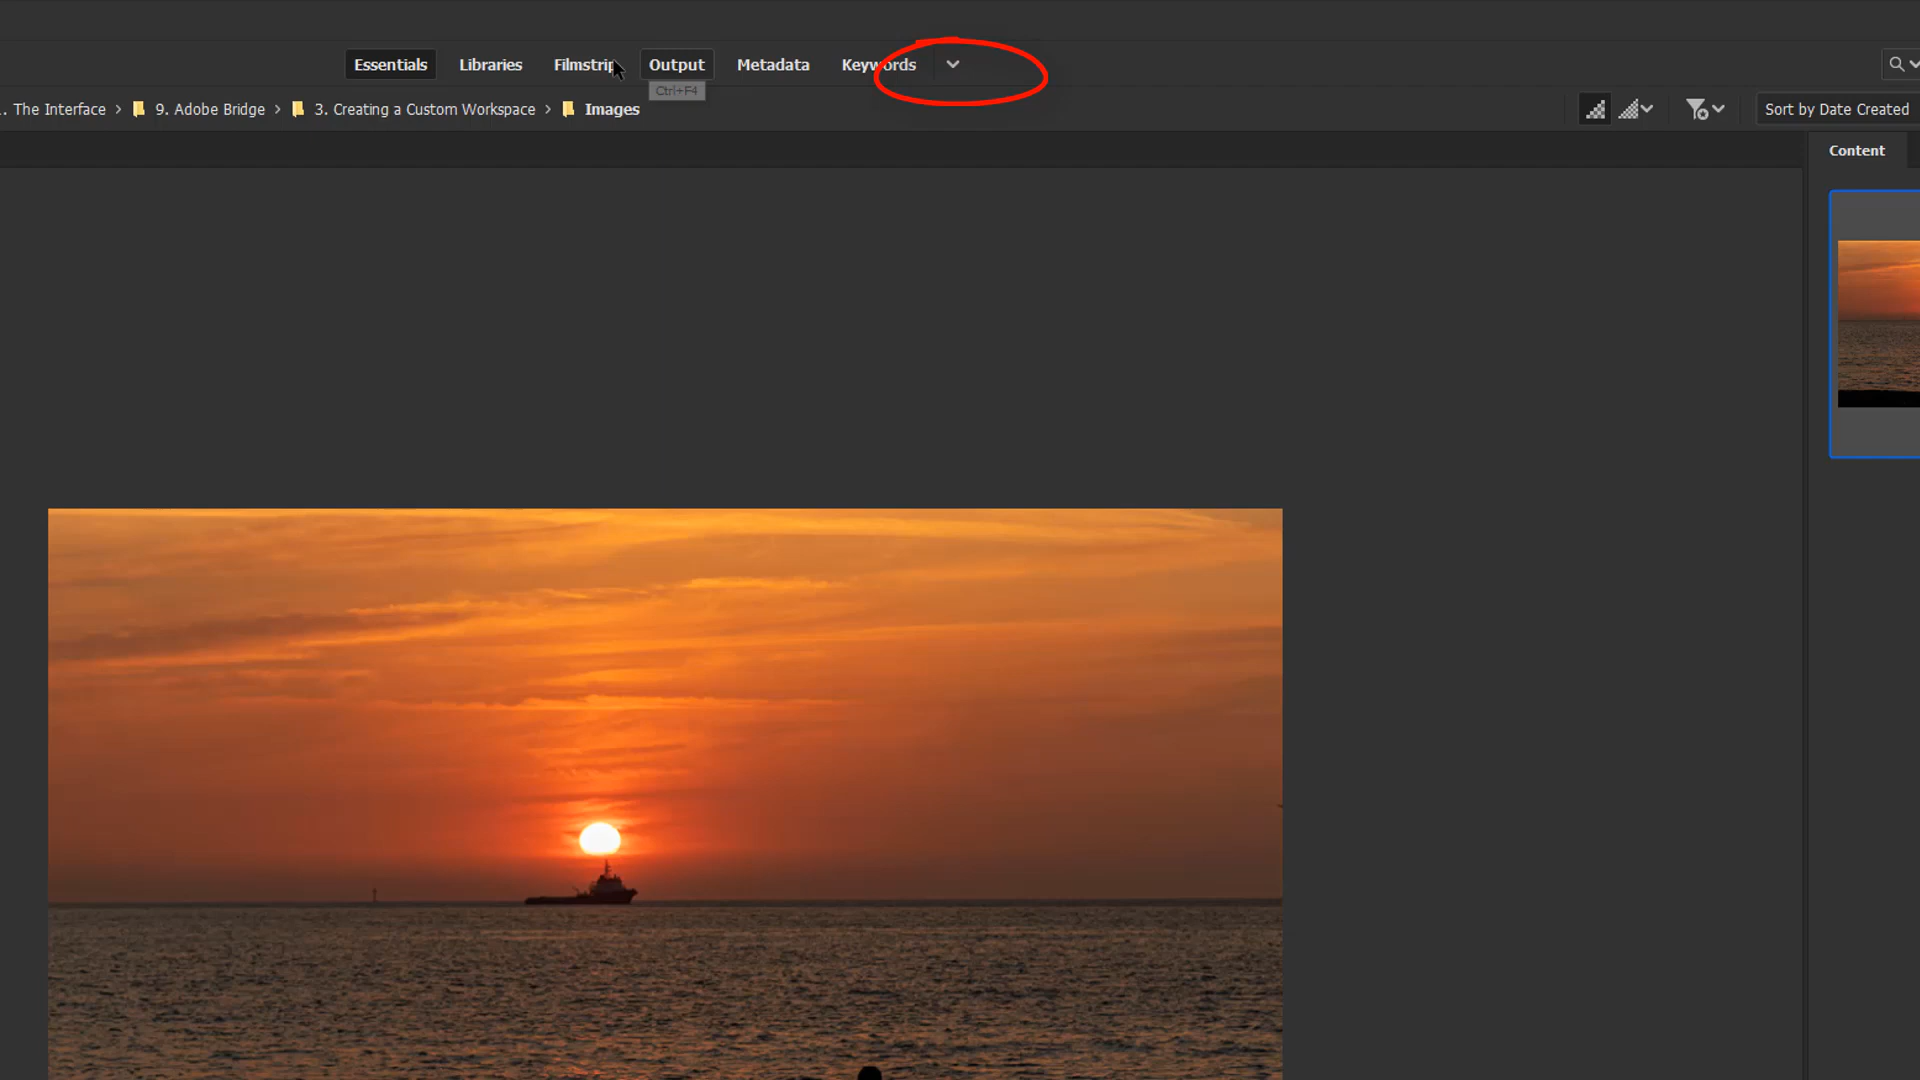 Essentials Libraries Filmstrip Output Metadata Keywords
Ctrl+F4
. The Interface > 9. Adobe Bridge > 3. Creating a Custom Workspace > Images
Sort by Date Created
Content